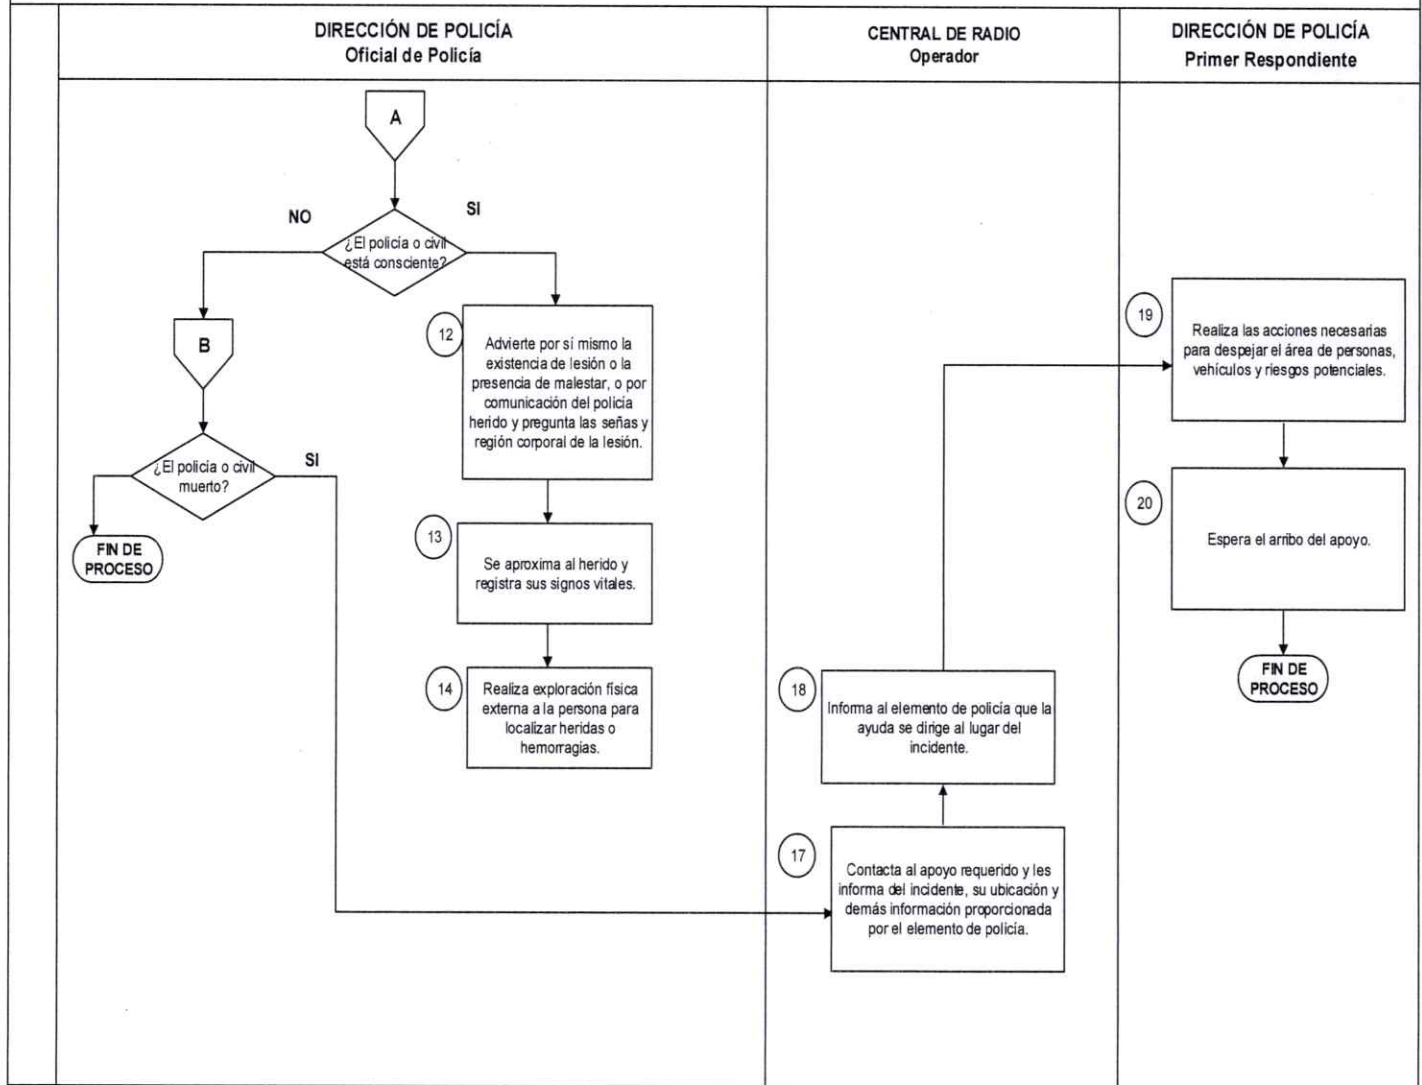 DIRECCIÓN DE POLICÍA
Oficial de Policía
CENTRAL DE RADIO
Operador
DIRECCIÓN DE POLICÍA
Primer Respondiente
A
NO
SI
¿El policía o civil
está consciente?
B
12
Advierte por sí mismo la
existencia de lesión o la
presencia de malestar, o por
comunicación del policía
herido y pregunta las señas y
región corporal de la lesión.
¿El policía o civil
muerto?
SI
FIN DE
PROCESO
13
Se aproxima al herido y
registra sus signos vitales.
14
Realiza exploración física
externa a la persona para
localizar heridas o
hemorragias.
17
Contacta al apoyo requerido y les
informa del incidente, su ubicación y
demás información proporcionada
por el elemento de policía.
18
Informa al elemento de policía que la
ayuda se dirige al lugar del
incidente.
19
Realiza las acciones necesarias
para despejar el área de personas,
vehículos y riesgos potenciales.
20
Espera el arribo del apoyo.
FIN DE
PROCESO